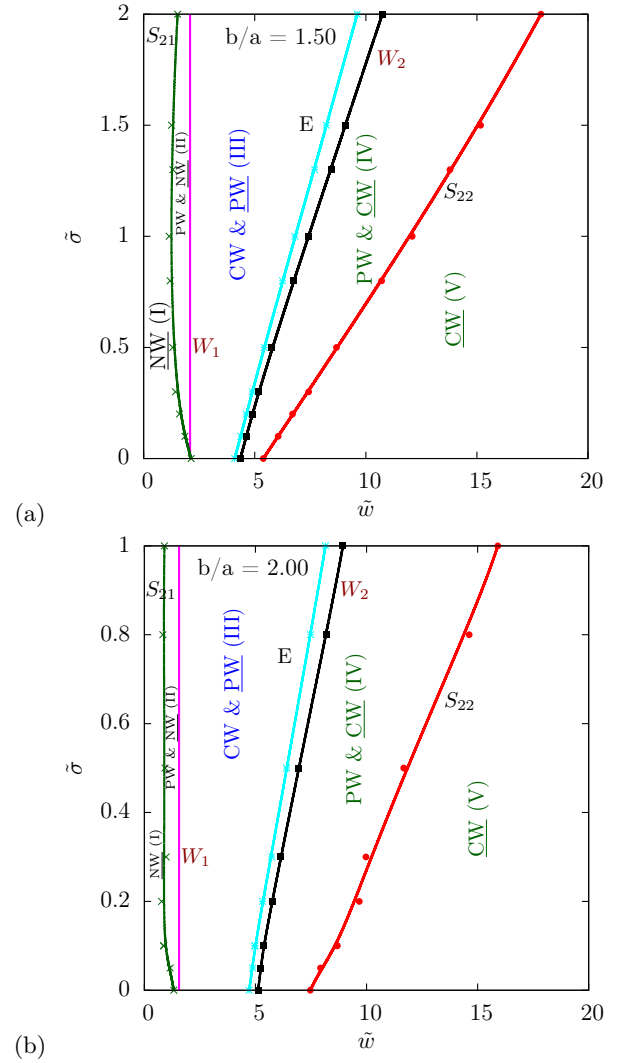 2
S₂₁
b/a = 1.50
W₂
1.5
E
PW & NW (II)
CW & PW (III)
PW & CW (IV)
S₂₂
σ̃
1
NW (I)
CW (V)
0.5
W₁
0
0 5 10 15 20
(a)
w̃
1
b/a = 2.00
S₂₁
W₂
0.8
E
CW & PW (III)
S₂₂
PW & NW (II)
PW & CW (IV)
0.6
σ̃
0.4
NW (I)
W₁
CW (V)
0.2
0
0 5 10 15 20
(b)
w̃